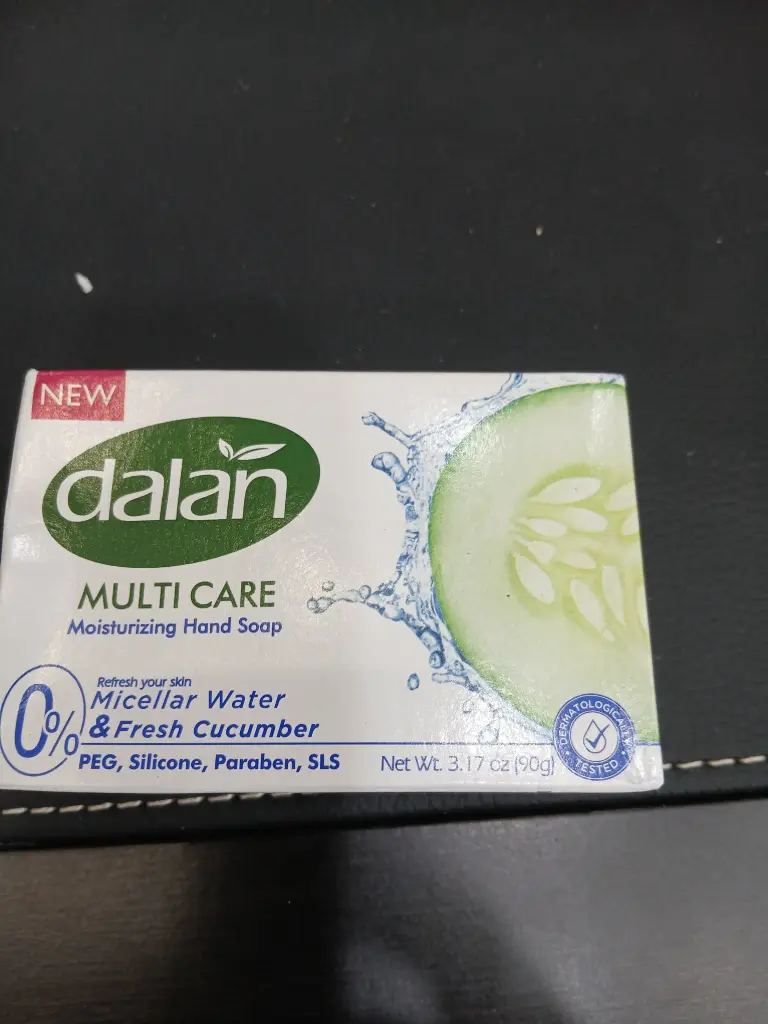 NEW
dalan
MULTI CARE
Moisturizing Hand Soap
Refresh your skin
Micellar Water
& Fresh Cucumber
0%
PEG, Silicone, Paraben, SLS
Net Wt. 3.17 oz (90g)
DERMATOLOGICALLY
TESTED